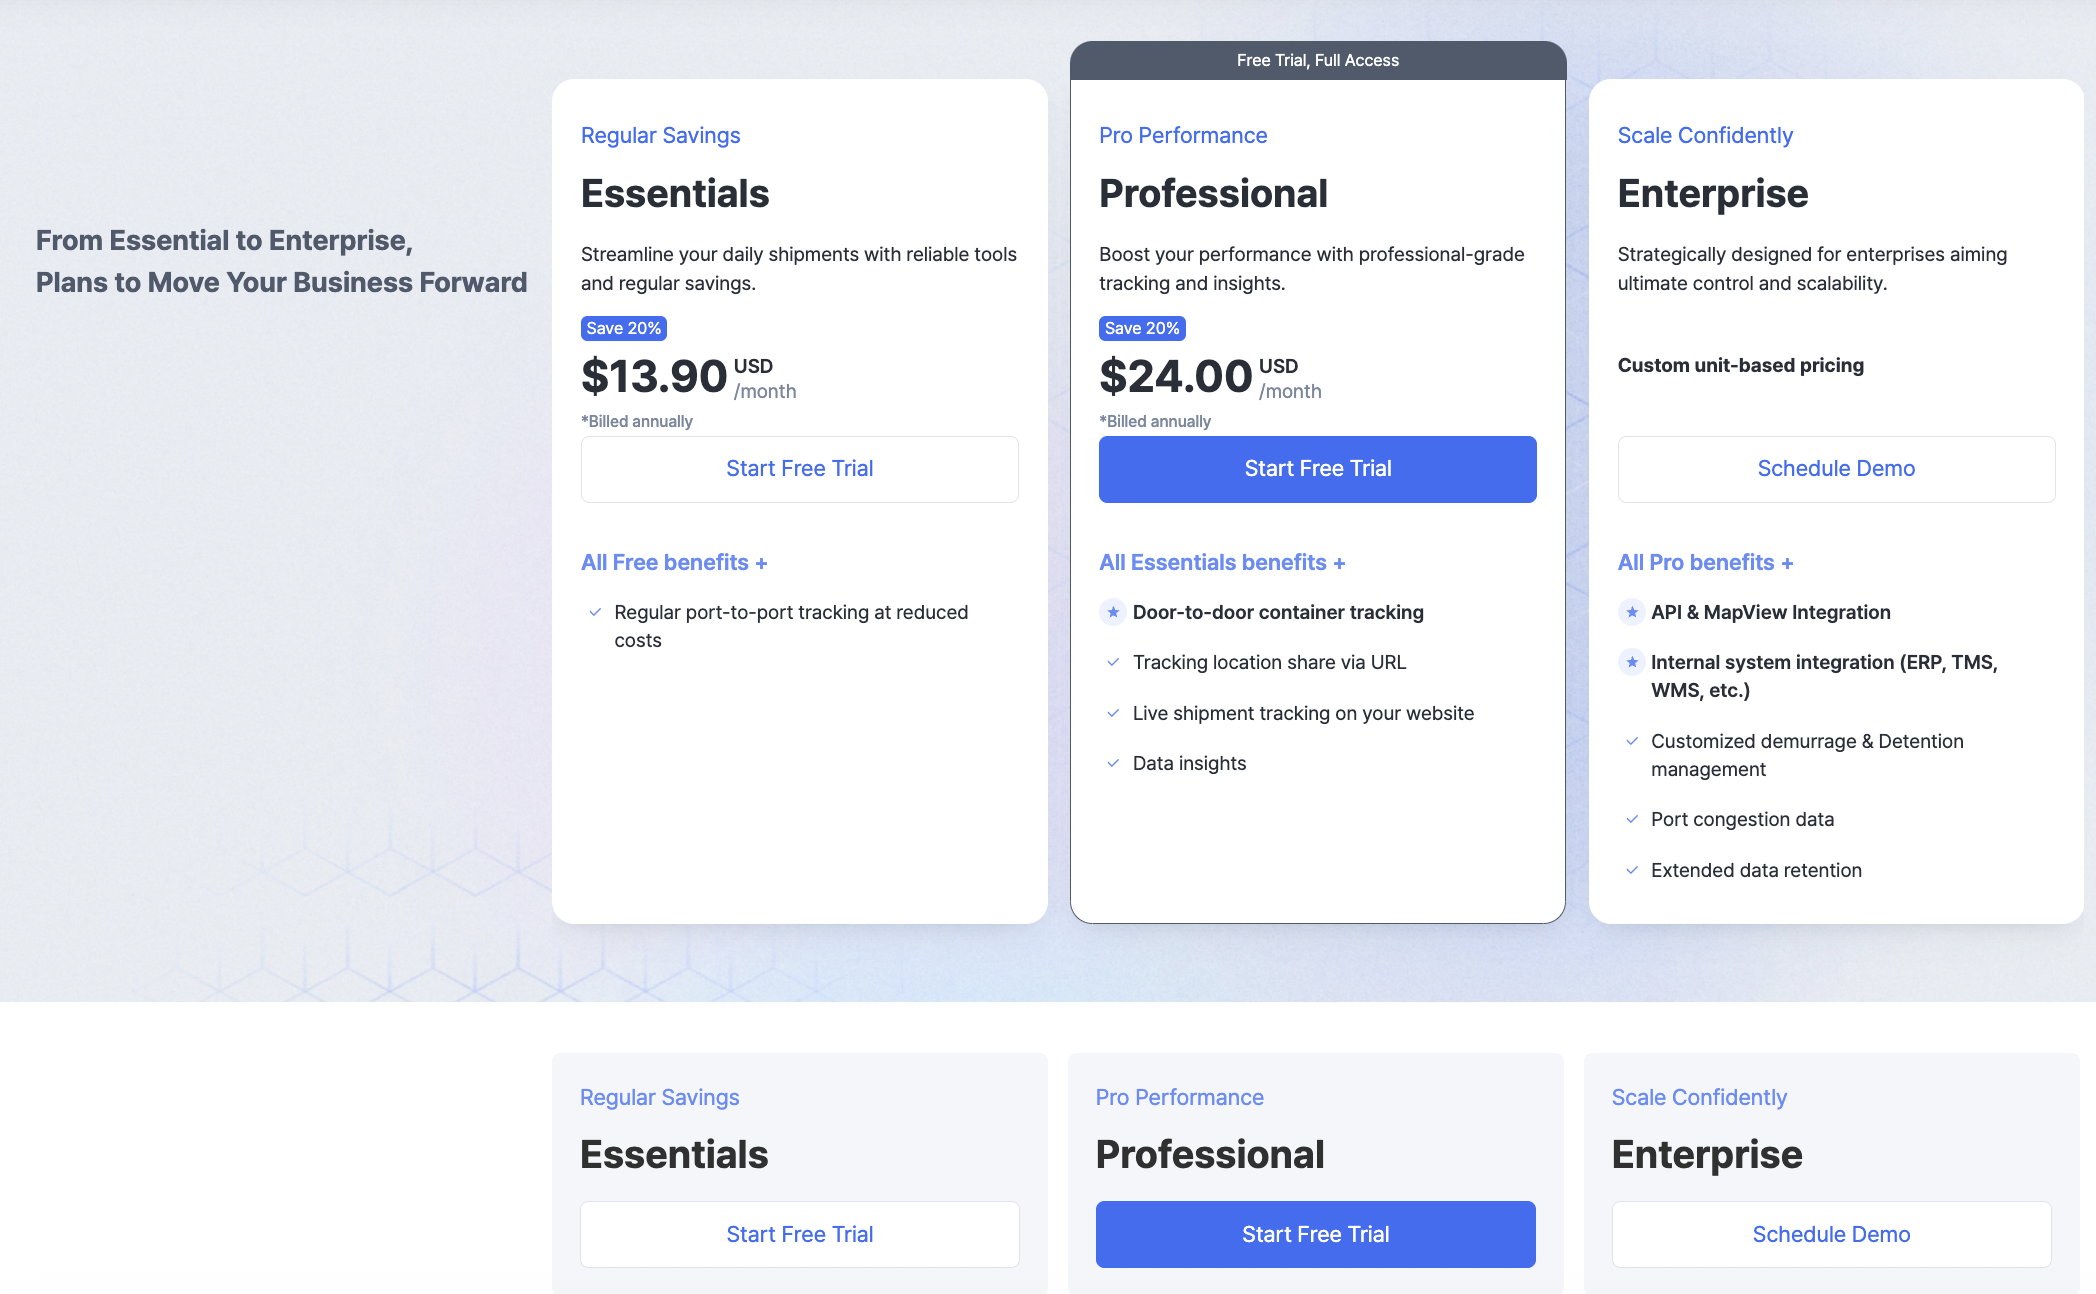 From Essential to Enterprise,
Plans to Move Your Business Forward
Regular Savings
Essentials
Streamline your daily shipments with reliable tools
and regular savings.
Save 20%
$13.90 USD
/month
*Billed annually
Start Free Trial
All Free benefits +
Regular port-to-port tracking at reduced
costs
Free Trial, Full Access
Pro Performance
Professional
Boost your performance with professional-grade
tracking and insights.
Save 20%
$24.00 USD
/month
*Billed annually
Start Free Trial
All Essentials benefits +
Door-to-door container tracking
Tracking location share via URL
Live shipment tracking on your website
Data insights
Scale Confidently
Enterprise
Strategically designed for enterprises aiming
ultimate control and scalability.
Custom unit-based pricing
Schedule Demo
All Pro benefits +
API & MapView Integration
Internal system integration (ERP, TMS,
WMS, etc.)
Customized demurrage & Detention
management
Port congestion data
Extended data retention
Regular Savings
Essentials
Start Free Trial
Pro Performance
Professional
Start Free Trial
Scale Confidently
Enterprise
Schedule Demo